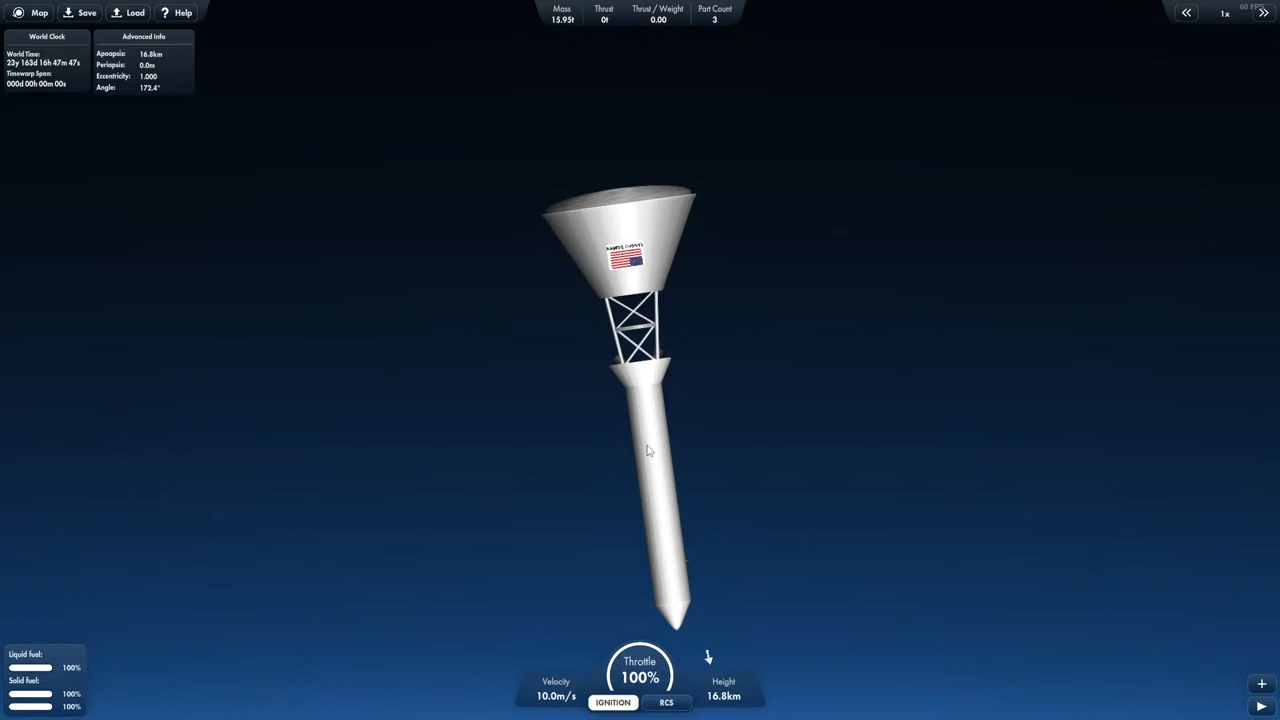 Map
Save
Load
Help
Mass
15.95t
Thrust
0t
Thrust / Weight
0.00
Part Count
3
60 FPS
1x
World Clock
World Time:
23y 163d 16h 47m 47s
Timewarp Span:
000d 00h 00m 00s
Advanced Info
Apoapsis: 16.8km
Periapsis: 0.0m
Eccentricity: 1.000
Angle: 172.4°
Liquid fuel:
100%
Solid fuel:
100%
100%
Throttle
100%
Velocity
10.0m/s
Height
16.8km
IGNITION
RCS